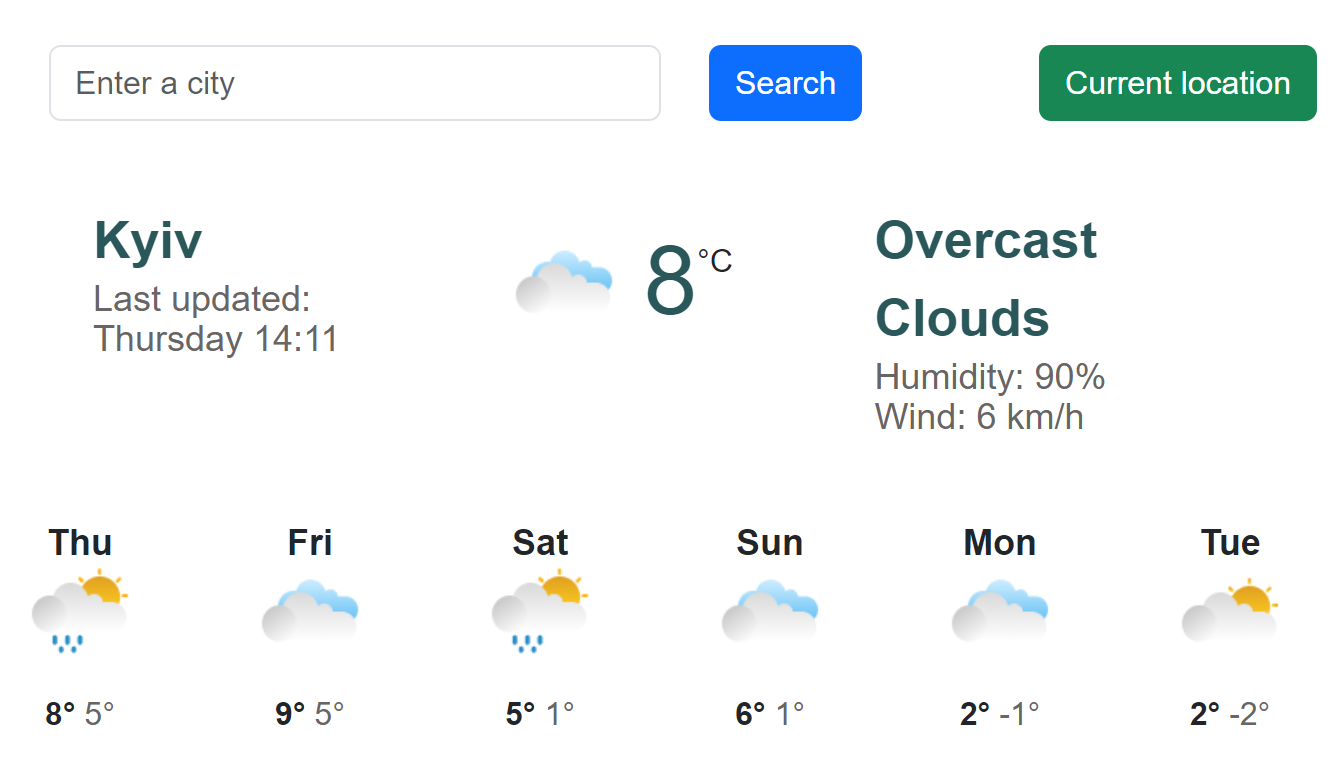 Enter a city
Search
Current location
Kyiv
Last updated:
Thursday 14:11
8°C
Overcast
Clouds
Humidity: 90%
Wind: 6 km/h
Thu
Fri
Sat
Sun
Mon
Tue
8° 5°
9° 5°
5° 1°
6° 1°
2° -1°
2° -2°